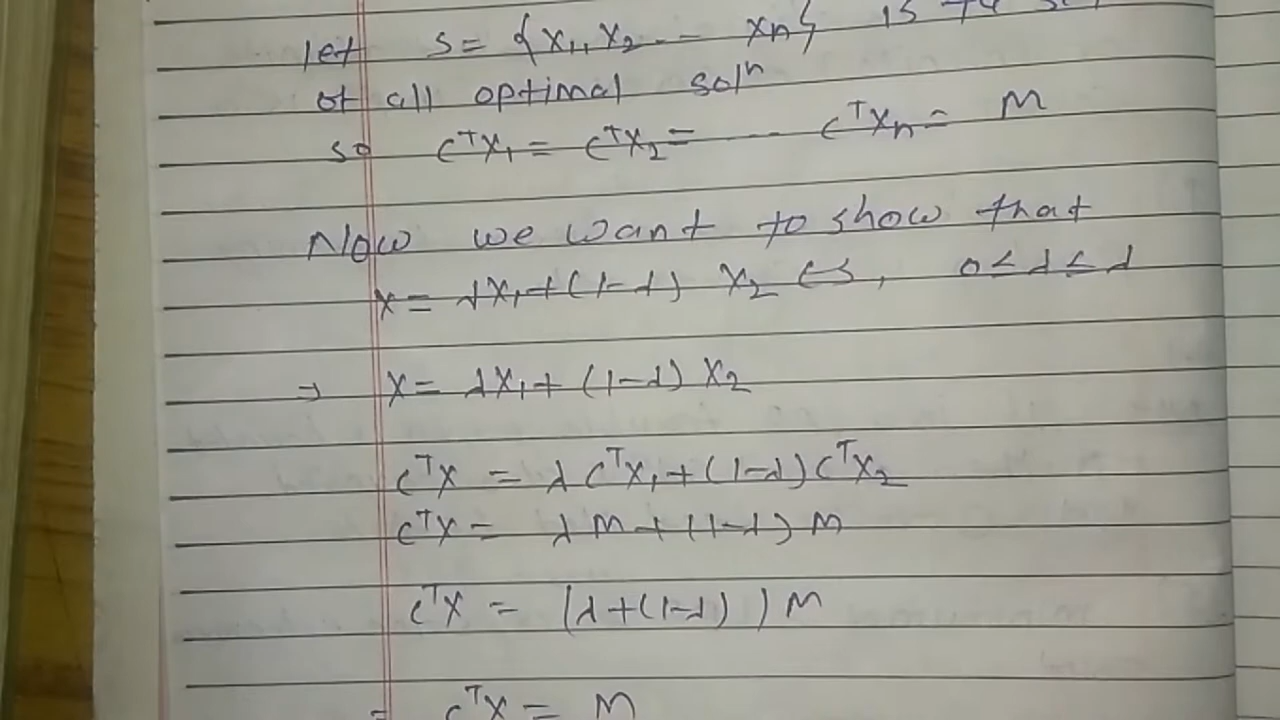 let S = {x₁, x₂ -- xₙ} is
of all optimal solⁿ
so cᵀx₁ = cᵀx₂ = --- cᵀxₙ = M
Now we want to show that
x = λx₁ + (1-λ) x₂ ∈ S, 0 ≤ λ ≤ λ
⇒ x = λx₁ + (1-λ) x₂
cᵀx = λ cᵀx₁ + (1-λ) cᵀx₂
cᵀx = λ M + (1-λ) M
cᵀx = (λ + (1-λ) ) M
= cᵀx = M